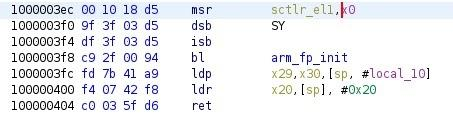 1000003ec 00 10 18 d5 msr sctlr_el1,x0
1000003f0 9f 3f 03 d5 dsb SY
1000003f4 df 3f 03 d5 isb
1000003f8 c9 2f 00 94 bl arm_fp_init
1000003fc fd 7b 41 a9 ldp x29,x30,[sp, #local_10]
100000400 f4 07 42 f8 ldr x20,[sp], #0x20
100000404 c0 03 5f d6 ret